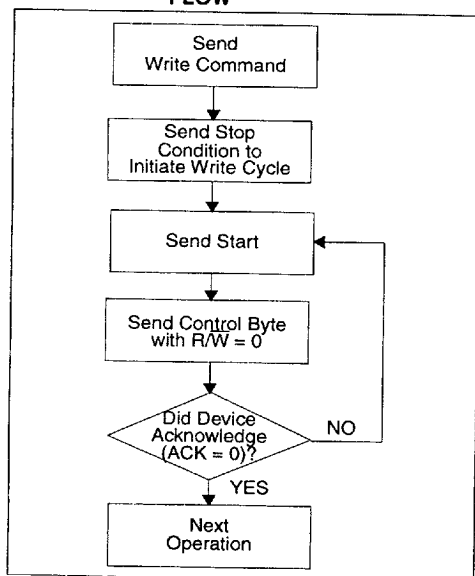 FLOW
Send
Write Command
Send Stop
Condition to
Initiate Write Cycle
Send Start
Send Control Byte
with R/W̅ = 0
Did Device
Acknowledge
(ACK = 0)?
NO
YES
Next
Operation